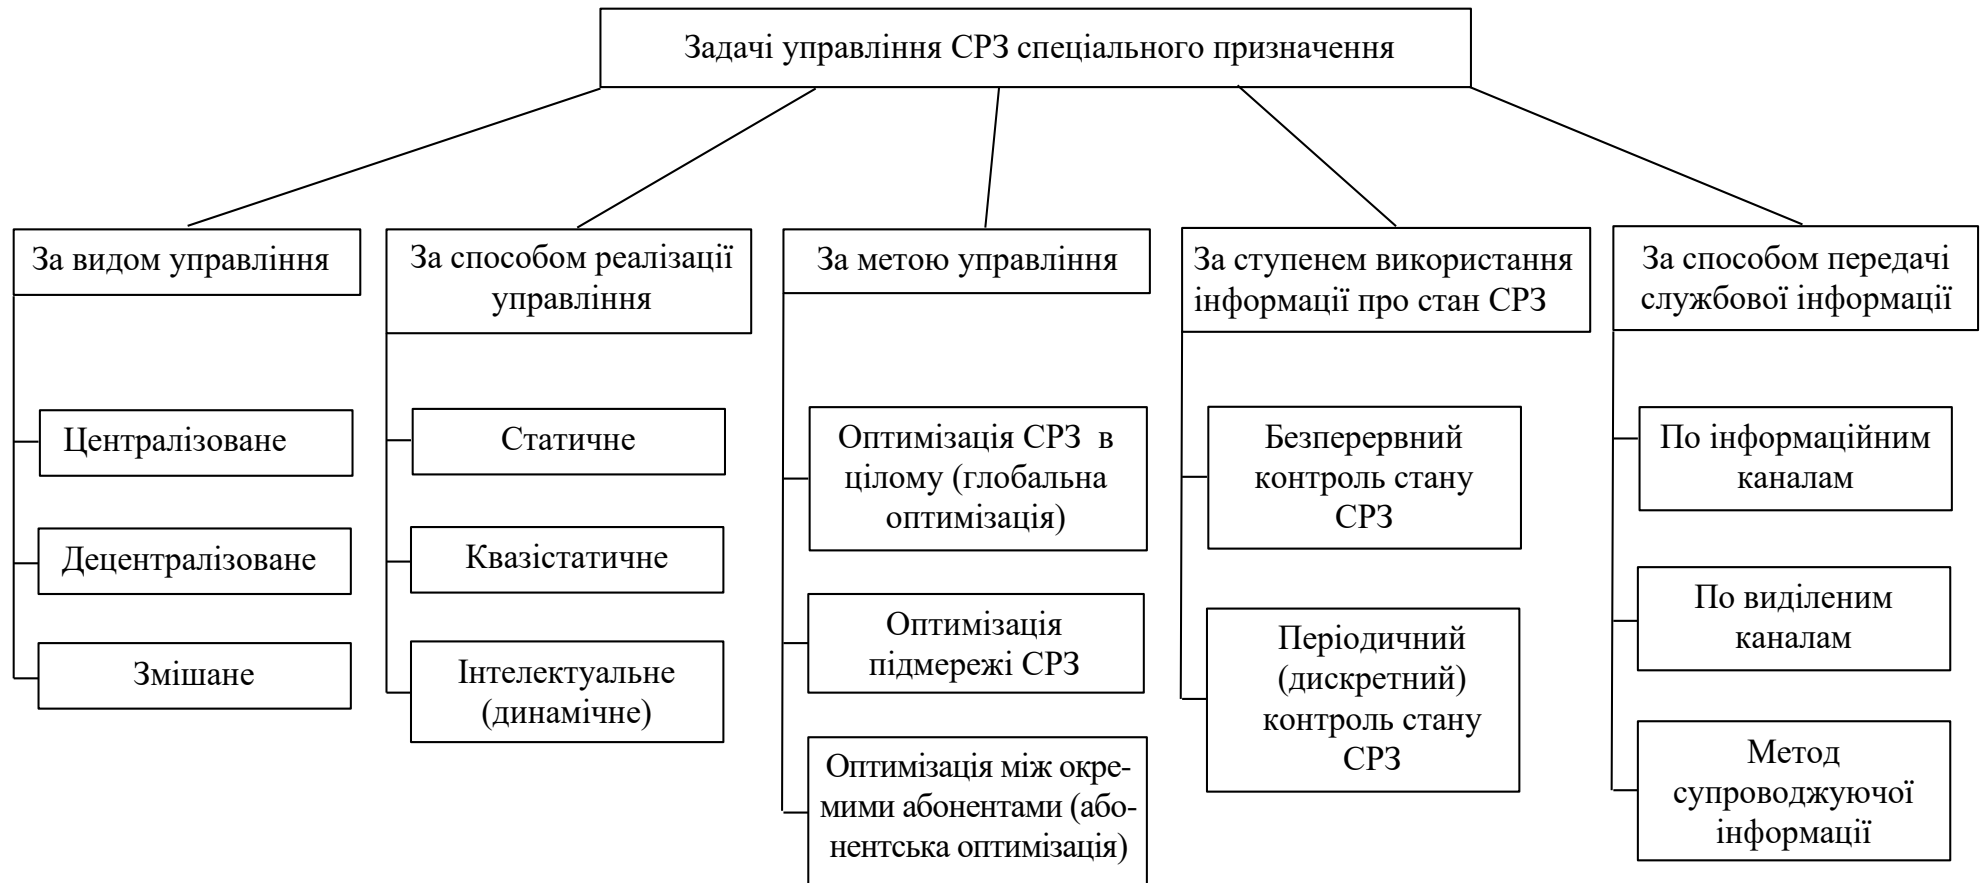 Задачі управління СРЗ спеціального призначення
За видом управління
Централізоване
Децентралізоване
Змішане
За способом реалізації
управління
Статичне
Квазістатичне
Інтелектуальне
(динамічне)
За метою управління
Оптимізація СРЗ в
цілому (глобальна
оптимізація)
Оптимізація
підмережі СРЗ
Оптимізація між окре-
мими абонентами (або-
нентська оптимізація)
За ступенем використання
інформації про стан СРЗ
Безперервний
контроль стану
СРЗ
Періодичний
(дискретний)
контроль стану
СРЗ
За способом передачі
службової інформації
По інформаційним
каналам
По виділеним
каналам
Метод
супроводжуючої
інформації